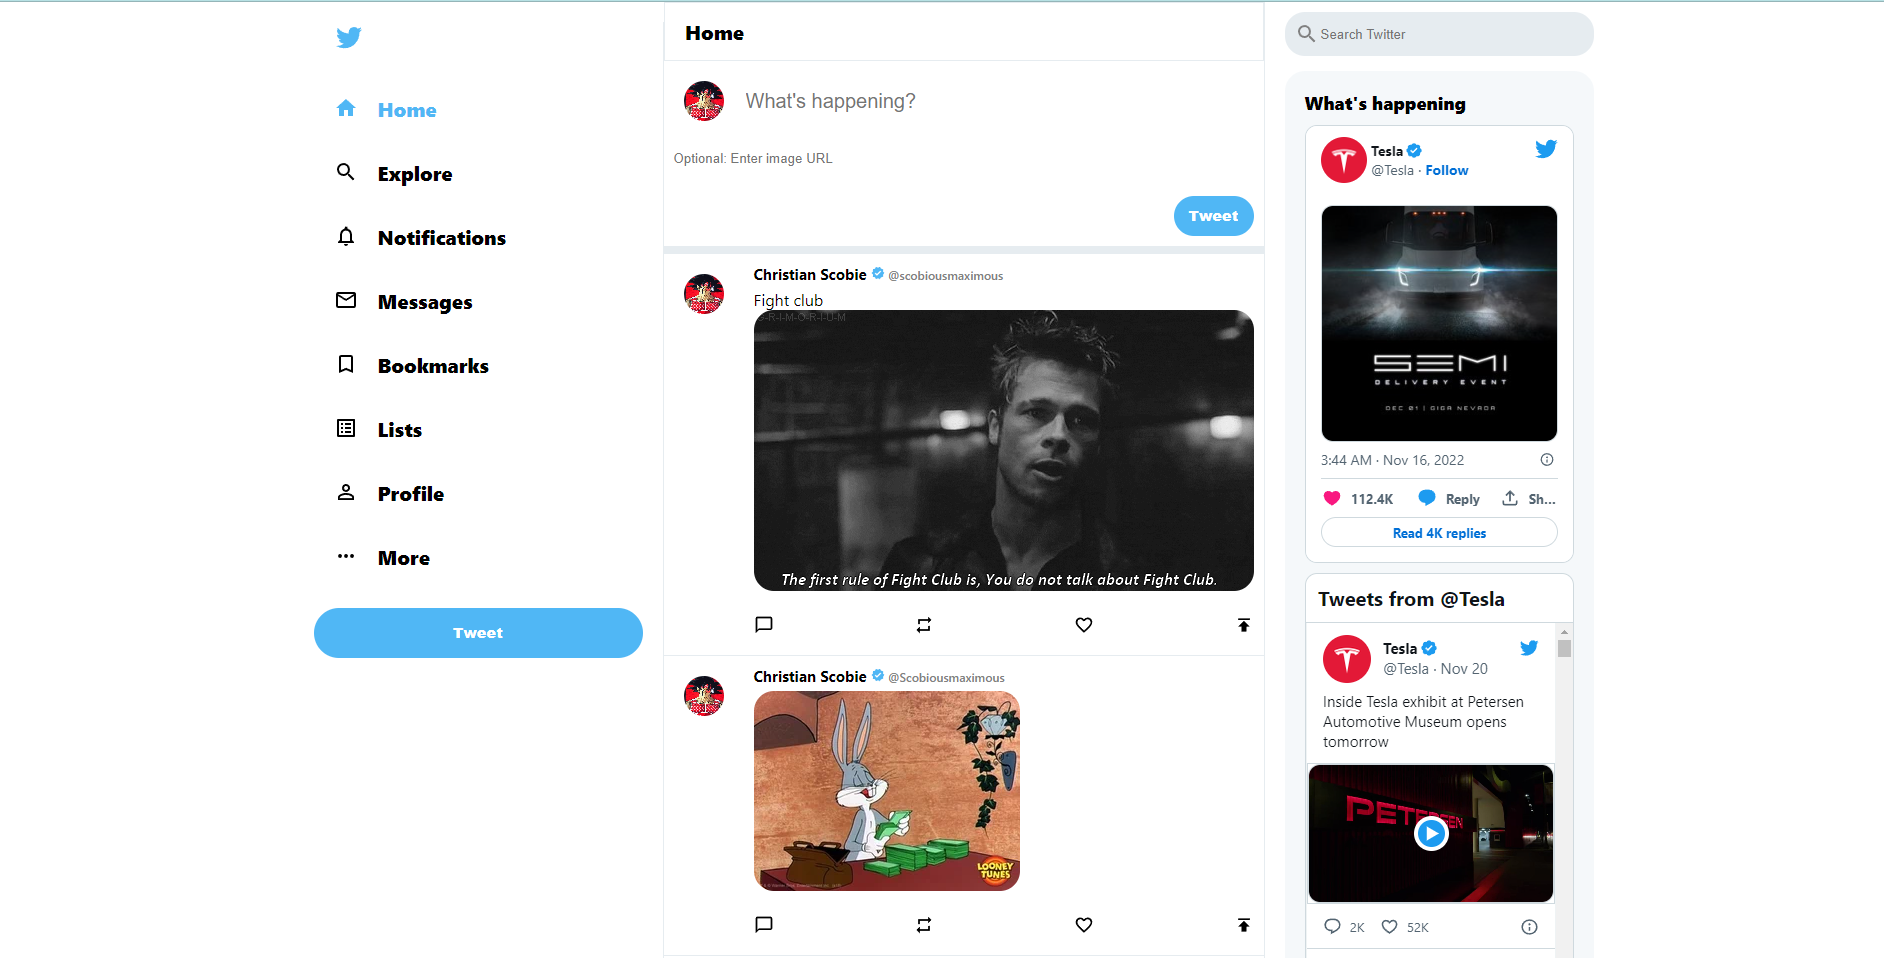 Home
Explore
Notifications
Messages
Bookmarks
Lists
Profile
More
Tweet
Home
What's happening?
Optional: Enter image URL
Tweet
Christian Scobie @scobiousmaximous
Fight club
G-R-I-M-O-R-I-U-M
The first rule of Fight Club is, You do not talk about Fight Club.
Christian Scobie @Scobiousmaximous
LOONEY
TUNES
Search Twitter
What's happening
Tesla
@Tesla · Follow
SEMI
DELIVERY EVENT
DEC 01 | GIGA NEVADA
3:44 AM · Nov 16, 2022
112.4K Reply Sh...
Read 4K replies
Tweets from @Tesla
Tesla
@Tesla · Nov 20
Inside Tesla exhibit at Petersen
Automotive Museum opens
tomorrow
PETERSEN
2K 52K